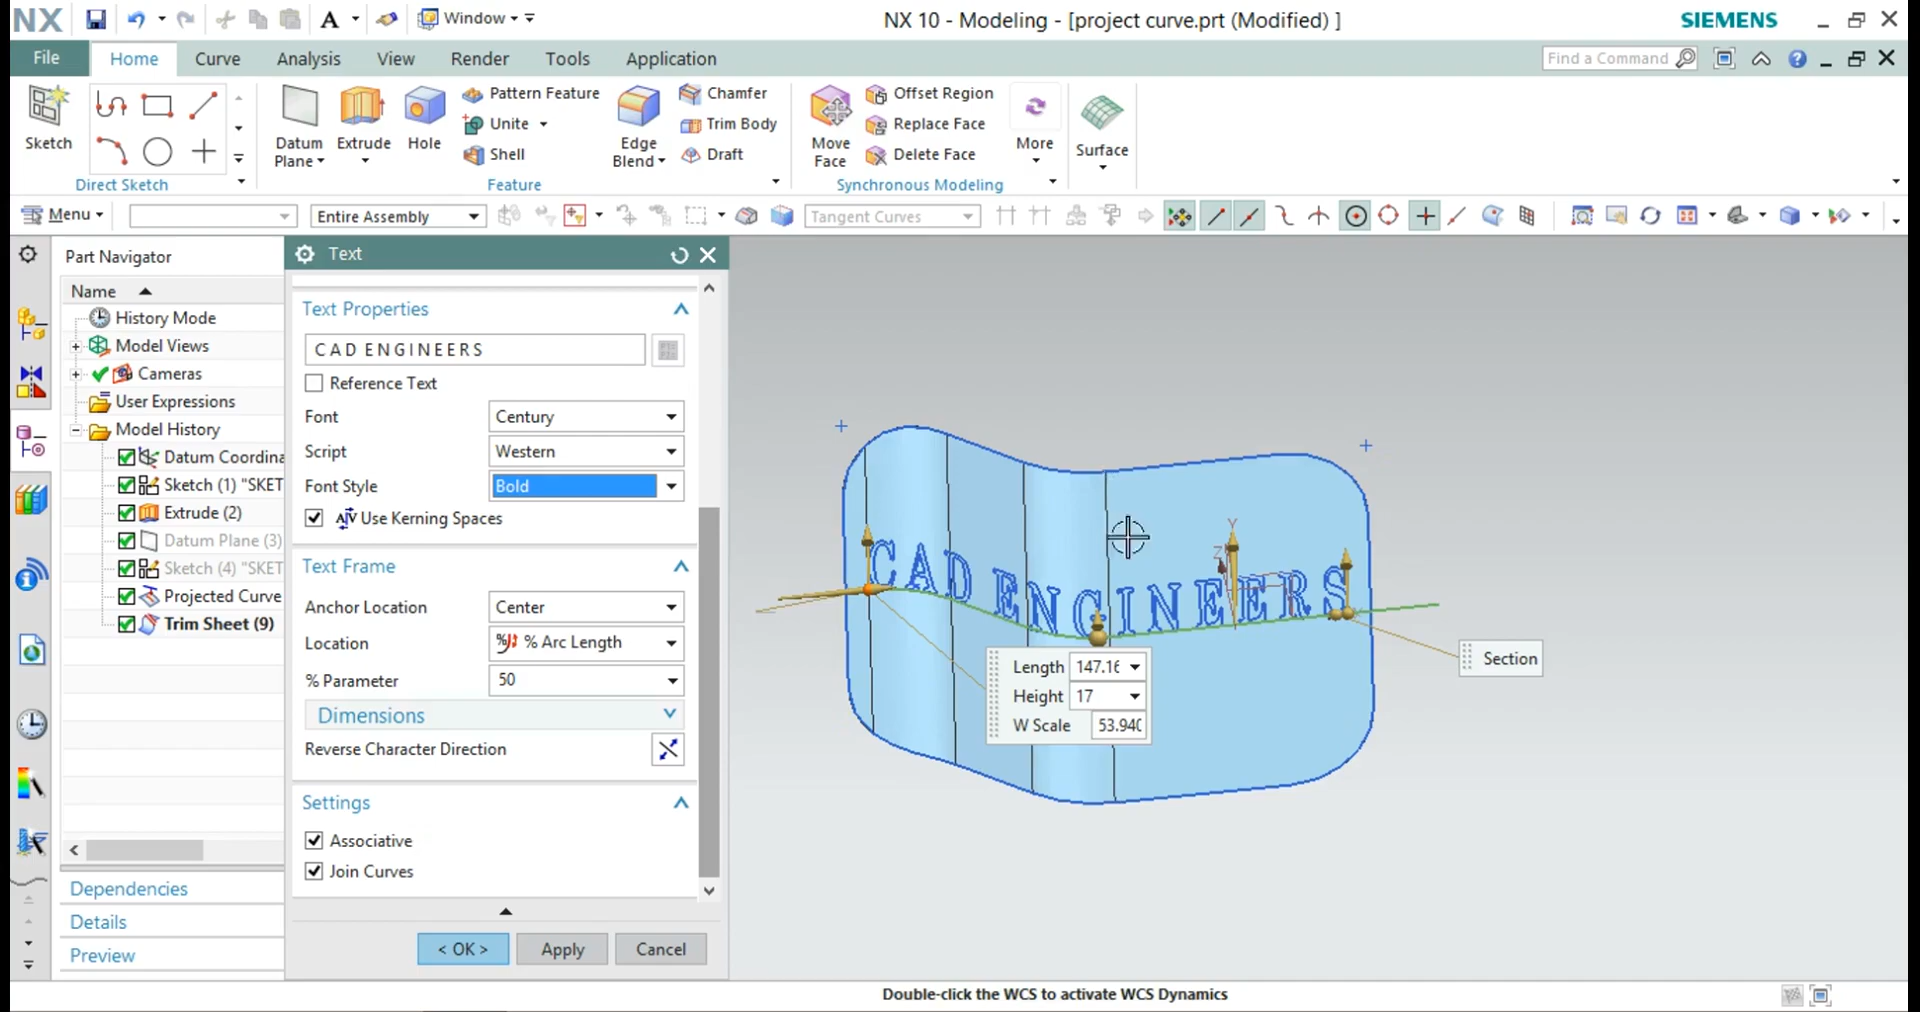 NX
Window
NX 10 - Modeling - [project curve.prt (Modified) ]
SIEMENS
File
Home
Curve
Analysis
View
Render
Tools
Application
Find a Command
Sketch
Direct Sketch
Datum Plane
Extrude
Hole
Pattern Feature
Unite
Shell
Edge Blend
Chamfer
Trim Body
Draft
Feature
Move Face
Offset Region
Replace Face
Delete Face
More
Synchronous Modeling
Surface
Menu
Entire Assembly
Tangent Curves
Part Navigator
Name
History Mode
Model Views
Cameras
User Expressions
Model History
Datum Coordina
Sketch (1) "SKET
Extrude (2)
Datum Plane (3)
Sketch (4) "SKET
Projected Curve
Trim Sheet (9)
Dependencies
Details
Preview
Text
Text Properties
C A D E N G I N E E R S
Reference Text
Font
Century
Script
Western
Font Style
Bold
Use Kerning Spaces
Text Frame
Anchor Location
Center
Location
% Arc Length
% Parameter
50
Dimensions
Reverse Character Direction
Settings
Associative
Join Curves
< OK >
Apply
Cancel
C A D E N G I N E E R S
Y
Z
Length 147.16
Height 17
W Scale 53.940
Section
Double-click the WCS to activate WCS Dynamics